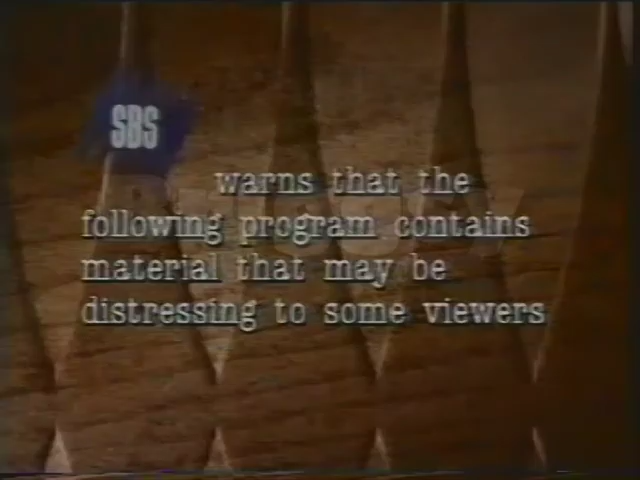 SBS
warns that the
following program contains
material that may be
distressing to some viewers